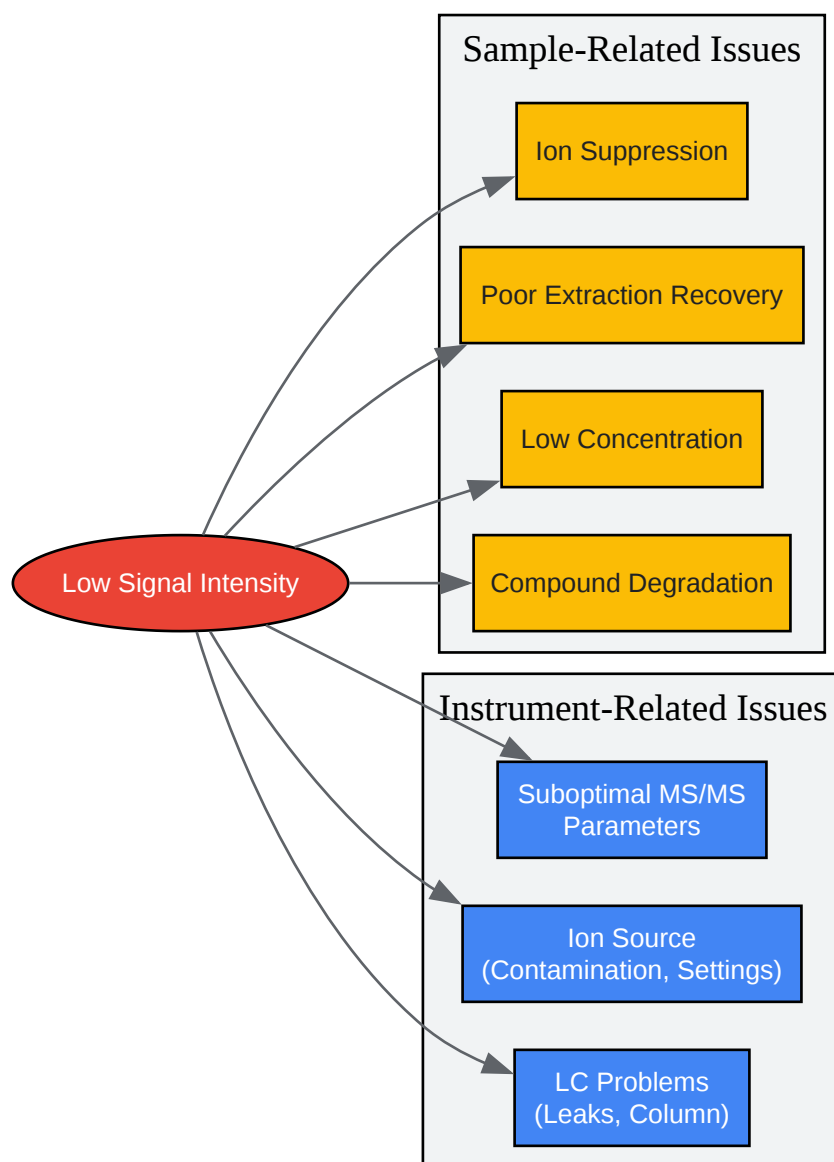 Sample-Related Issues
Ion Suppression
Poor Extraction Recovery
Low Concentration
Compound Degradation
Low Signal Intensity
Instrument-Related Issues
Suboptimal MS/MS
Parameters
Ion Source
(Contamination, Settings)
LC Problems
(Leaks, Column)